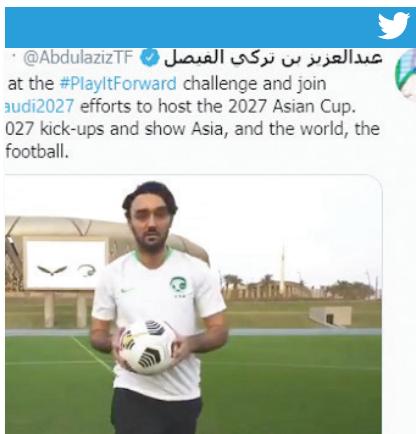 عبدالعزيز بن تركي الفيصل @AbdulazizTF ·
at the #PlayItForward challenge and join
audi2027 efforts to host the 2027 Asian Cup.
027 kick-ups and show Asia, and the world, the
football.